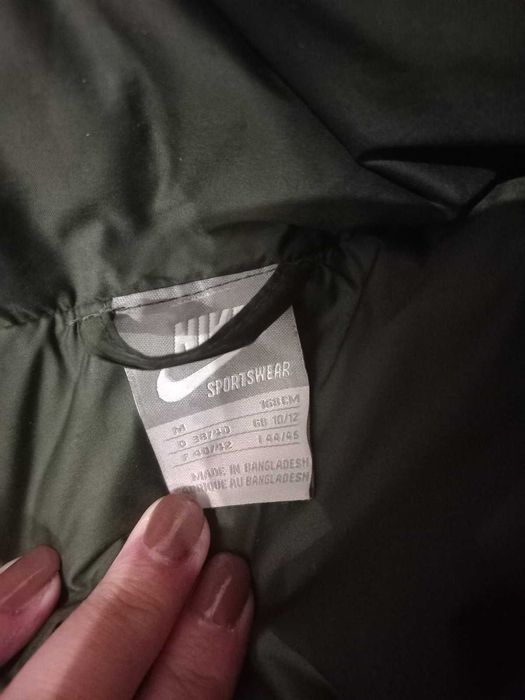 NIKE
SPORTSWEAR
M 168CM
D 38/40 GB 10/12
F 40/42 I 44/46
MADE IN BANGLADESH
FABRIQUE AU BANGLADESH